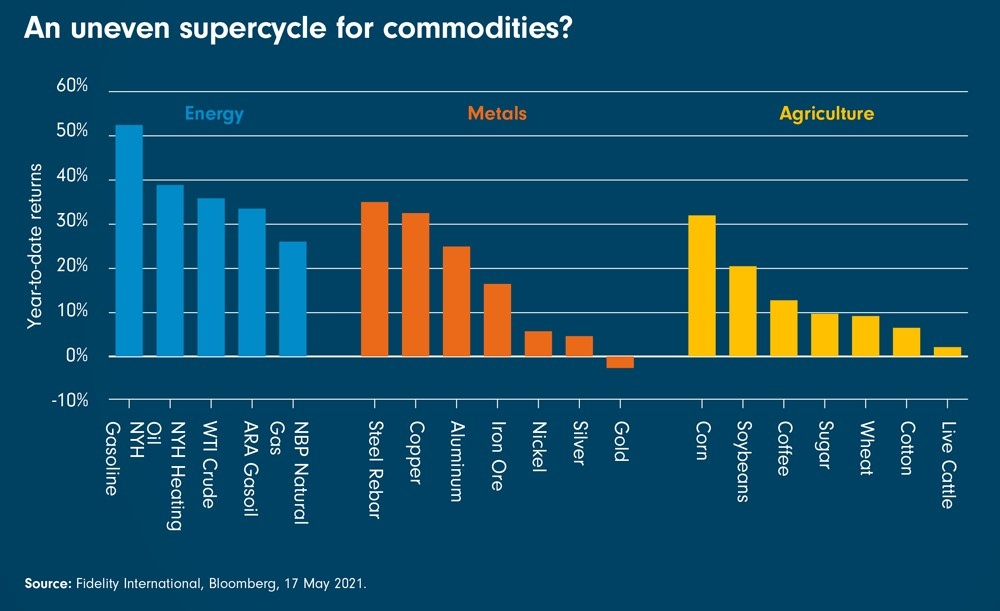 An uneven supercycle for commodities?
Year-to-date returns
60%
50%
40%
30%
20%
10%
0%
-10%
Energy
Metals
Agriculture
NYH
Gasoline
NYH Heating
Oil
WTI Crude
ARA Gasoil
NBP Natural
Gas
Steel Rebar
Copper
Aluminum
Iron Ore
Nickel
Silver
Gold
Corn
Soybeans
Coffee
Sugar
Wheat
Cotton
Live Cattle
Source: Fidelity International, Bloomberg, 17 May 2021.